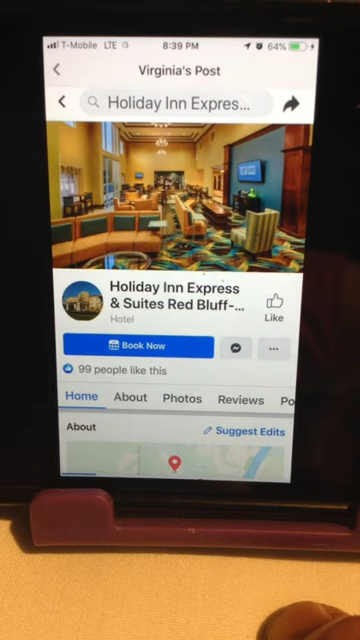 T-Mobile LTE 8:39 PM 64%
Virginia's Post
Holiday Inn Expres...
Holiday Inn Express
& Suites Red Bluff-...
Hotel
Like
Book Now
99 people like this
Home About Photos Reviews Po
About Suggest Edits